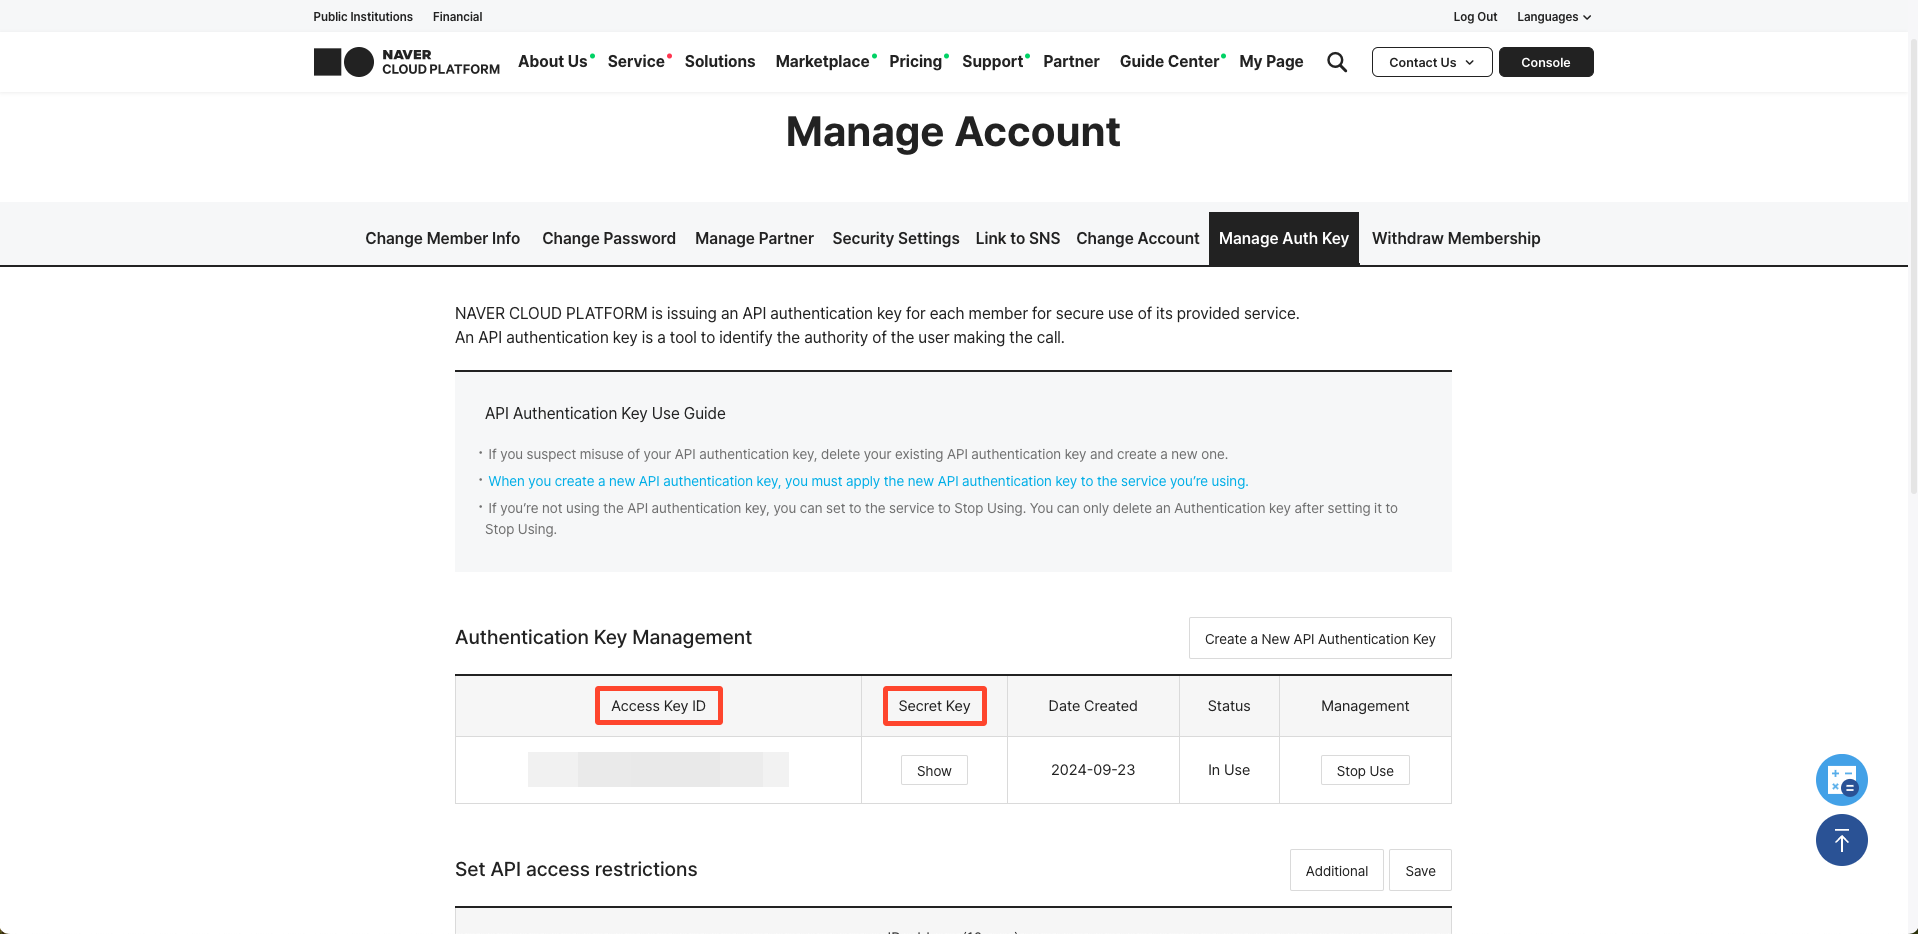 Public Institutions Financial Log Out Languages
NAVER
CLOUD PLATFORM
About Us Service Solutions Marketplace Pricing Support Partner Guide Center My Page Contact Us Console
Manage Account
Change Member Info Change Password Manage Partner Security Settings Link to SNS Change Account Manage Auth Key Withdraw Membership
NAVER CLOUD PLATFORM is issuing an API authentication key for each member for secure use of its provided service.
An API authentication key is a tool to identify the authority of the user making the call.
API Authentication Key Use Guide
· If you suspect misuse of your API authentication key, delete your existing API authentication key and create a new one.
· When you create a new API authentication key, you must apply the new API authentication key to the service you’re using.
· If you’re not using the API authentication key, you can set to the service to Stop Using. You can only delete an Authentication key after setting it to
Stop Using.
Authentication Key Management Create a New API Authentication Key
Access Key ID Secret Key Date Created Status Management
Show 2024-09-23 In Use Stop Use
Set API access restrictions Additional Save